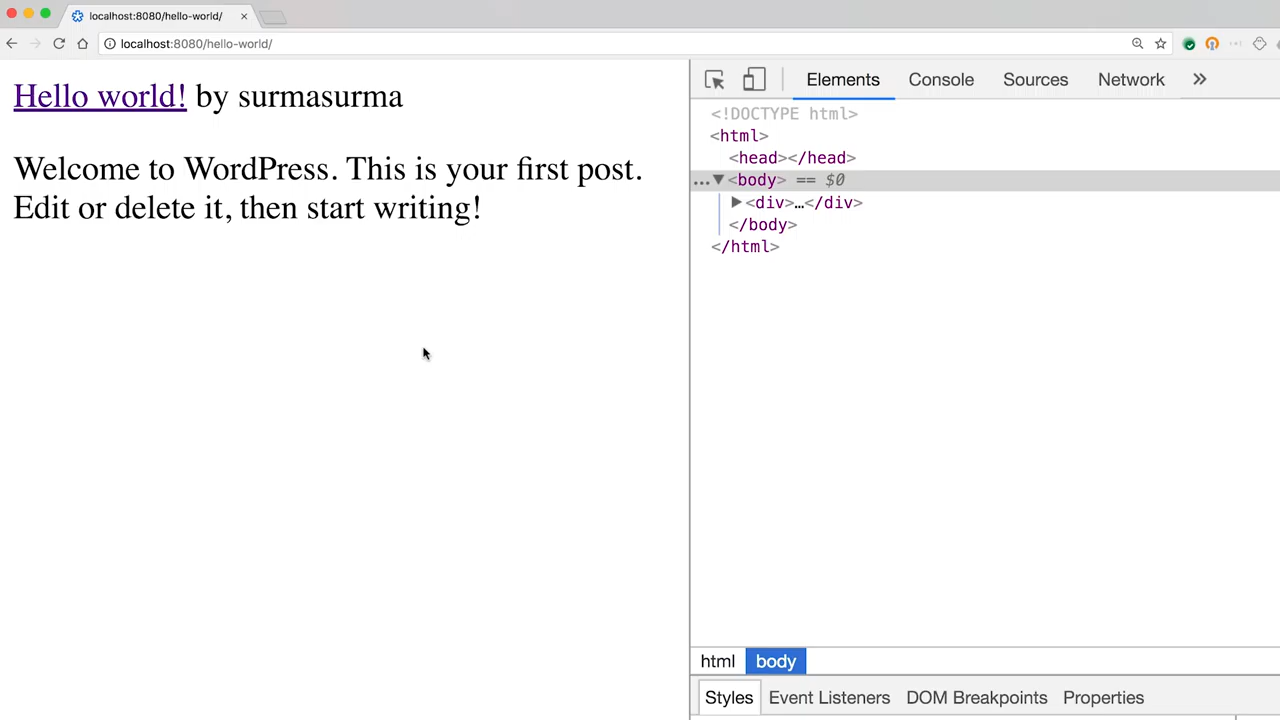 localhost:8080/hello-world/
localhost:8080/hello-world/
Hello world! by surmasurma
Welcome to WordPress. This is your first post.
Edit or delete it, then start writing!
Elements Console Sources Network
<!DOCTYPE html>
<html>
<head></head>
<body> == $0
<div>…</div>
</body>
</html>
html body
Styles Event Listeners DOM Breakpoints Properties